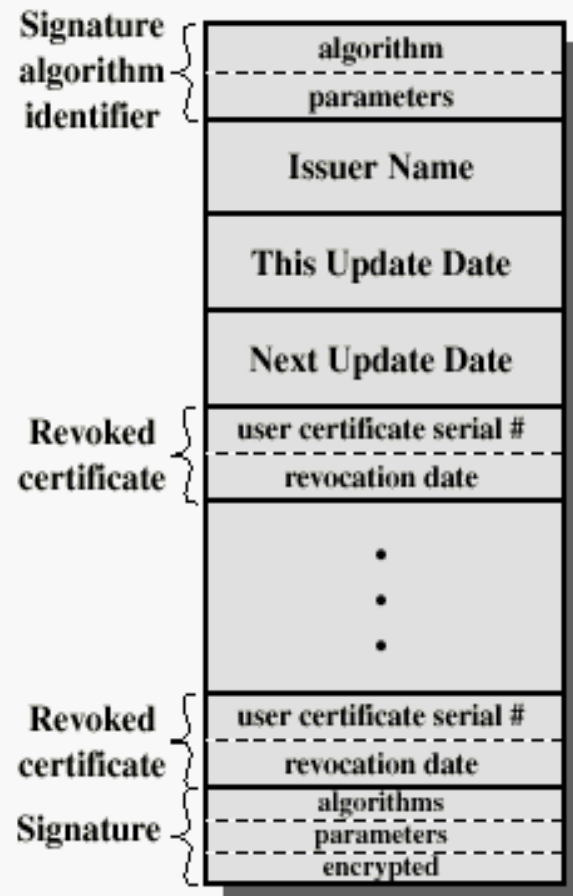 Signature
algorithm
identifier
algorithm
parameters
Issuer Name
This Update Date
Next Update Date
Revoked
certificate
user certificate serial #
revocation date
Revoked
certificate
user certificate serial #
revocation date
Signature
algorithms
parameters
encrypted